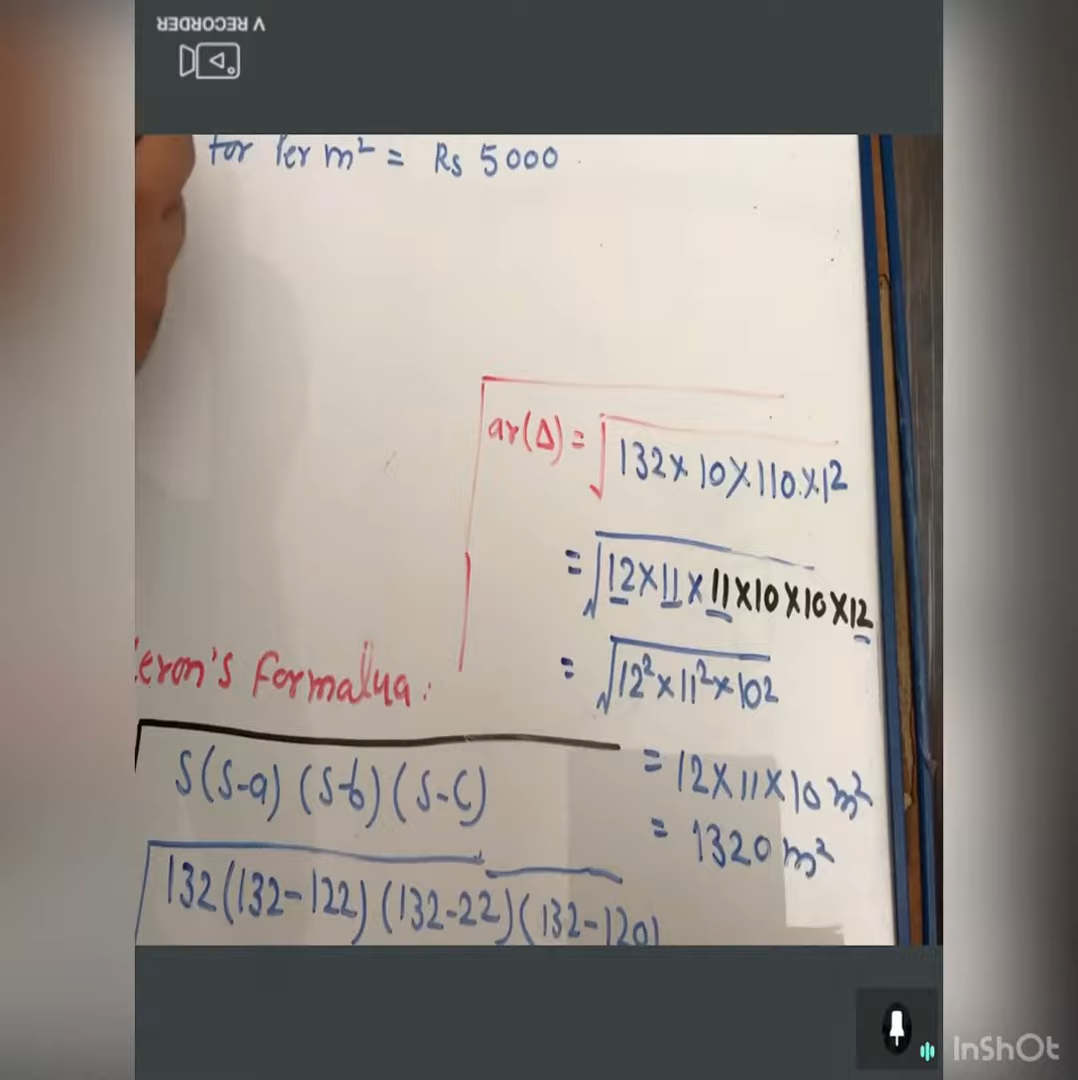 V RECORDER
for Per m² = Rs 5000
ar(Δ) = √132×10×110×12
= √12×11×11×10×10×12
= √12²×11²×10²
= 12×11×10 m²
= 1320 m²
eron's Formalua:
S(S-a) (S-b) (S-c)
132(132-122) (132-22) (132-120)
InShOt